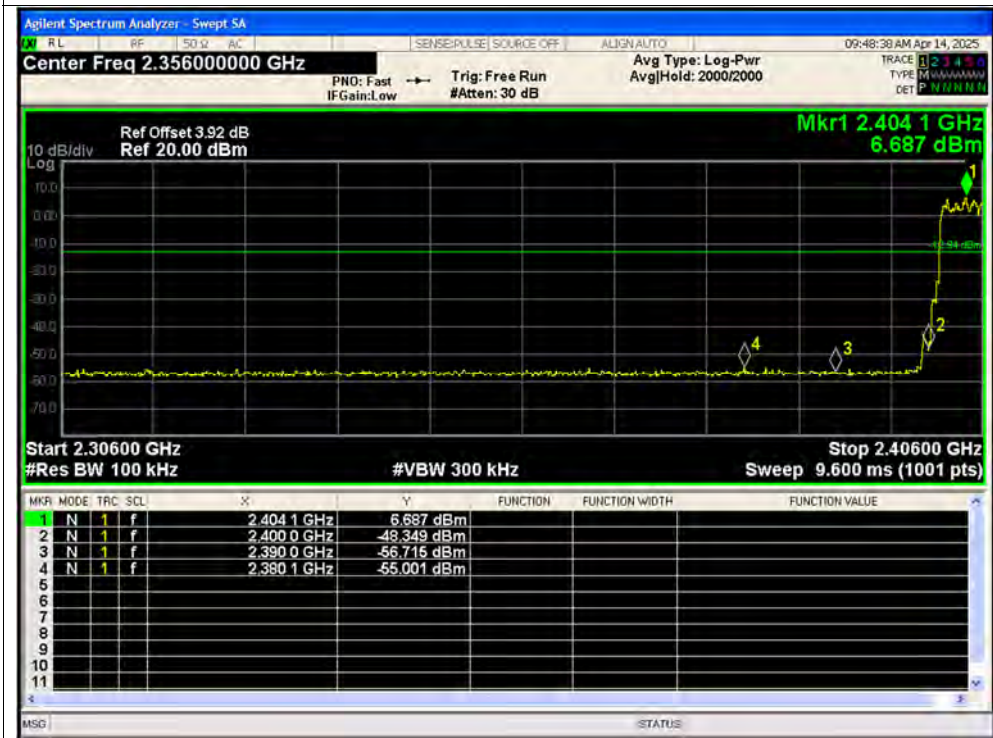 Agilent Spectrum Analyzer - Swept SA
RL RF 50 Ω AC SENSE:PULSE SOURCE OFF ALIGN AUTO 09:48:38 AM Apr 14, 2025
Center Freq 2.356000000 GHz
PNO: Fast
IFGain:Low
Trig: Free Run
#Atten: 30 dB
Avg Type: Log-Pwr
Avg|Hold: 2000/2000
TRACE 1 2 3 4 5 6
TYPE M
DET P N N N N N
Ref Offset 3.92 dB
10 dB/div Ref 20.00 dBm
Log
Mkr1 2.404 1 GHz
6.687 dBm
10.0
0.00
-10.0
-20.0
-30.0
-40.0
-50.0
-60.0
-70.0
1
2
3
4
Start 2.30600 GHz Stop 2.40600 GHz
#Res BW 100 kHz #VBW 300 kHz Sweep 9.600 ms (1001 pts)
MKR MODE TRC SCL X Y FUNCTION FUNCTION WIDTH FUNCTION VALUE
1 N 1 f 2.404 1 GHz 6.687 dBm
2 N 1 f 2.400 0 GHz -48.349 dBm
3 N 1 f 2.390 0 GHz -56.715 dBm
4 N 1 f 2.380 1 GHz -55.001 dBm
5
6
7
8
9
10
11
MSG STATUS